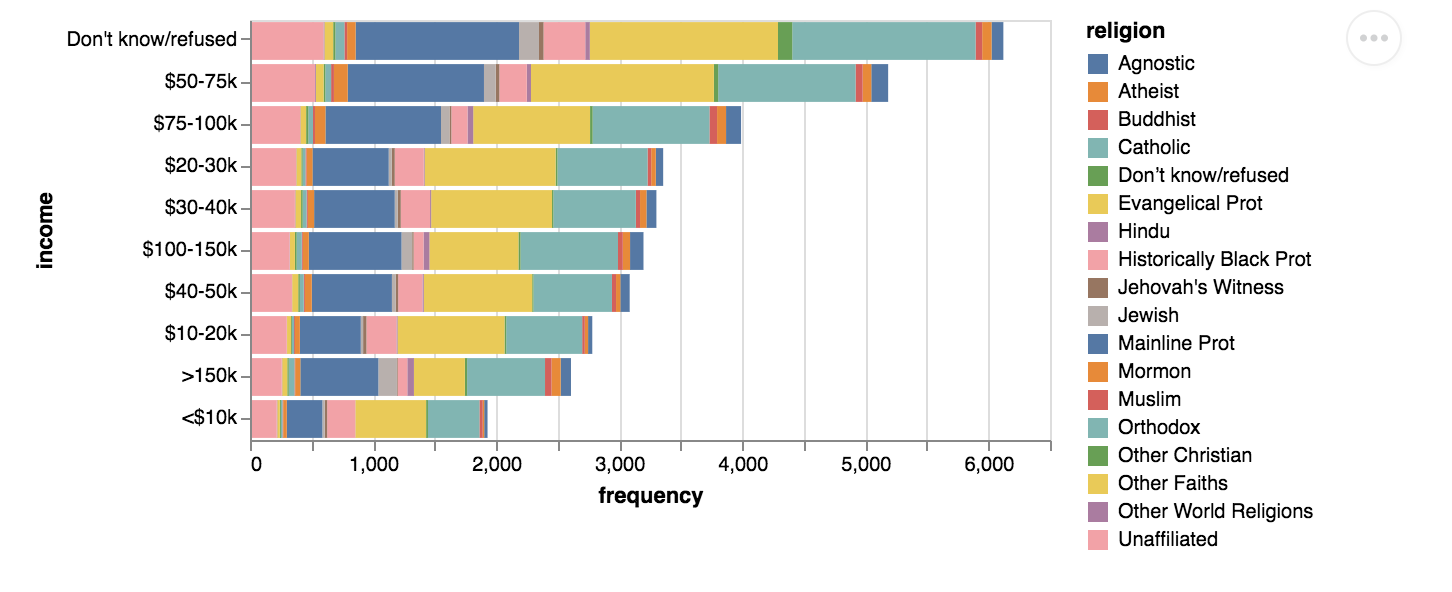 Don't know/refused
$50-75k
$75-100k
$20-30k
$30-40k
$100-150k
$40-50k
$10-20k
>150k
<$10k
income
0 1,000 2,000 3,000 4,000 5,000 6,000
frequency
religion
Agnostic
Atheist
Buddhist
Catholic
Don't know/refused
Evangelical Prot
Hindu
Historically Black Prot
Jehovah's Witness
Jewish
Mainline Prot
Mormon
Muslim
Orthodox
Other Christian
Other Faiths
Other World Religions
Unaffiliated